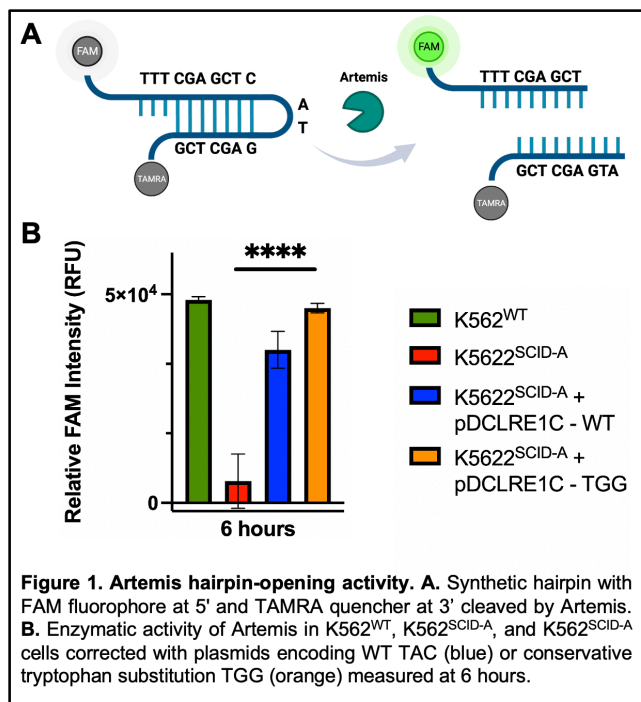 A
FAM
TTT CGA GCT C
A
T
GCT CGA G
TAMRA
Artemis
FAM
TTT CGA GCT
GCT CGA GTA
TAMRA
B
Relative FAM Intensity (RFU)
5×10⁴
0
****
6 hours
K562^WT
K5622^SCID-A
K5622^SCID-A +
pDCLRE1C - WT
K5622^SCID-A +
pDCLRE1C - TGG
Figure 1. Artemis hairpin-opening activity. A. Synthetic hairpin with
FAM fluorophore at 5' and TAMRA quencher at 3’ cleaved by Artemis.
B. Enzymatic activity of Artemis in K562^WT, K562^SCID-A, and K562^SCID-A
cells corrected with plasmids encoding WT TAC (blue) or conservative
tryptophan substitution TGG (orange) measured at 6 hours.